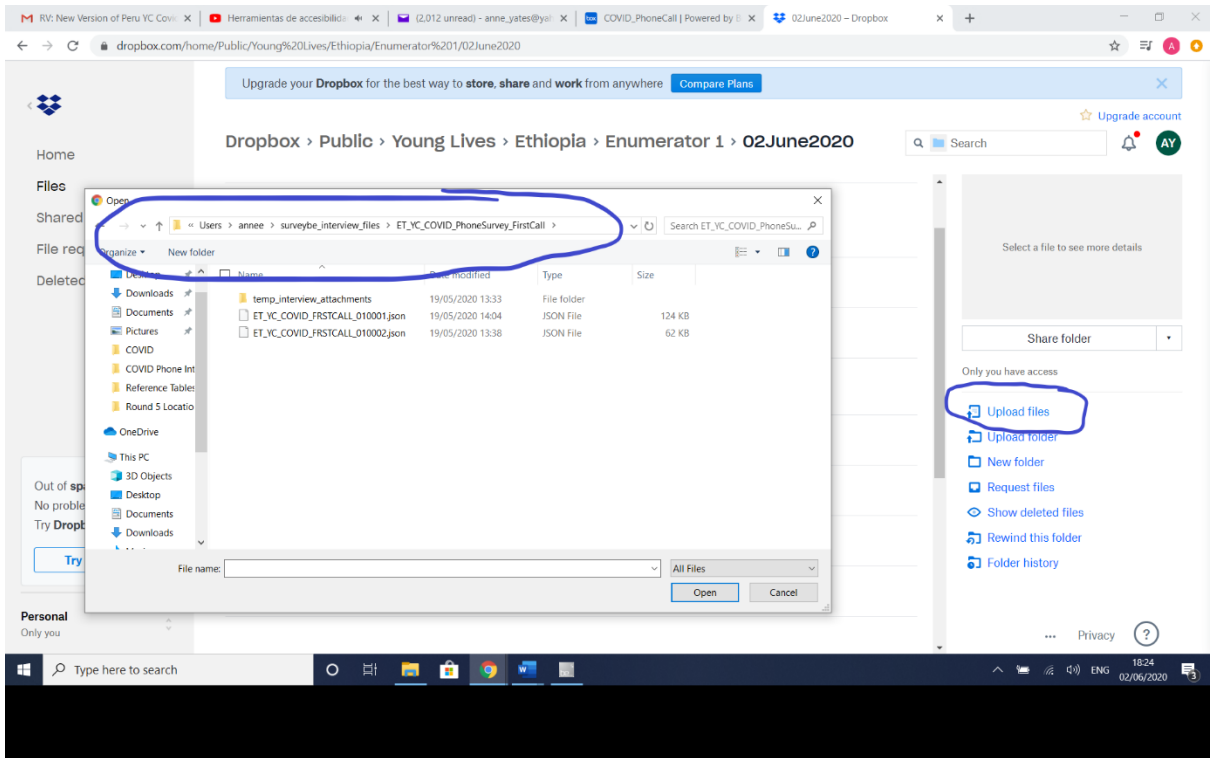 RV: New Version of Peru YC Covi
Herramientas de accesibilida
(2,012 unread) - anne_yates@ya
COVID_PhoneCall | Powered by
02June2020 – Dropbox
dropbox.com/home/Public/Young%20Lives/Ethiopia/Enumerator%201/02June2020
A
Upgrade your Dropbox for the best way to store, share and work from anywhere Compare Plans
Upgrade account
Dropbox > Public > Young Lives > Ethiopia > Enumerator 1 > 02June2020
Search
AY
Home
Files
Shared
File req
Deleted
Open
« Users > annee > surveybe_interview_files > ET_YC_COVID_PhoneSurvey_FirstCall >
Search ET_YC_COVID_PhoneSu...
Organize
New folder
Name
Date modified
Type
Size
Desktop
Downloads
Documents
Pictures
COVID
COVID Phone Int
Reference Tables
Round 5 Locatio
OneDrive
This PC
3D Objects
Desktop
Documents
Downloads
temp_interview_attachments 19/05/2020 13:33 File folder
ET_YC_COVID_FRSTCALL_010001.json 19/05/2020 14:04 JSON File 124 KB
ET_YC_COVID_FRSTCALL_010002.json 19/05/2020 13:38 JSON File 62 KB
File name:
All Files
Open
Cancel
Select a file to see more details
Share folder
Only you have access
Upload files
Upload folder
New folder
Request files
Show deleted files
Rewind this folder
Folder history
... Privacy ?
Out of spa
No proble
Try Dropb
Try
Personal
Only you
Type here to search
ENG
18:24
02/06/2020
3